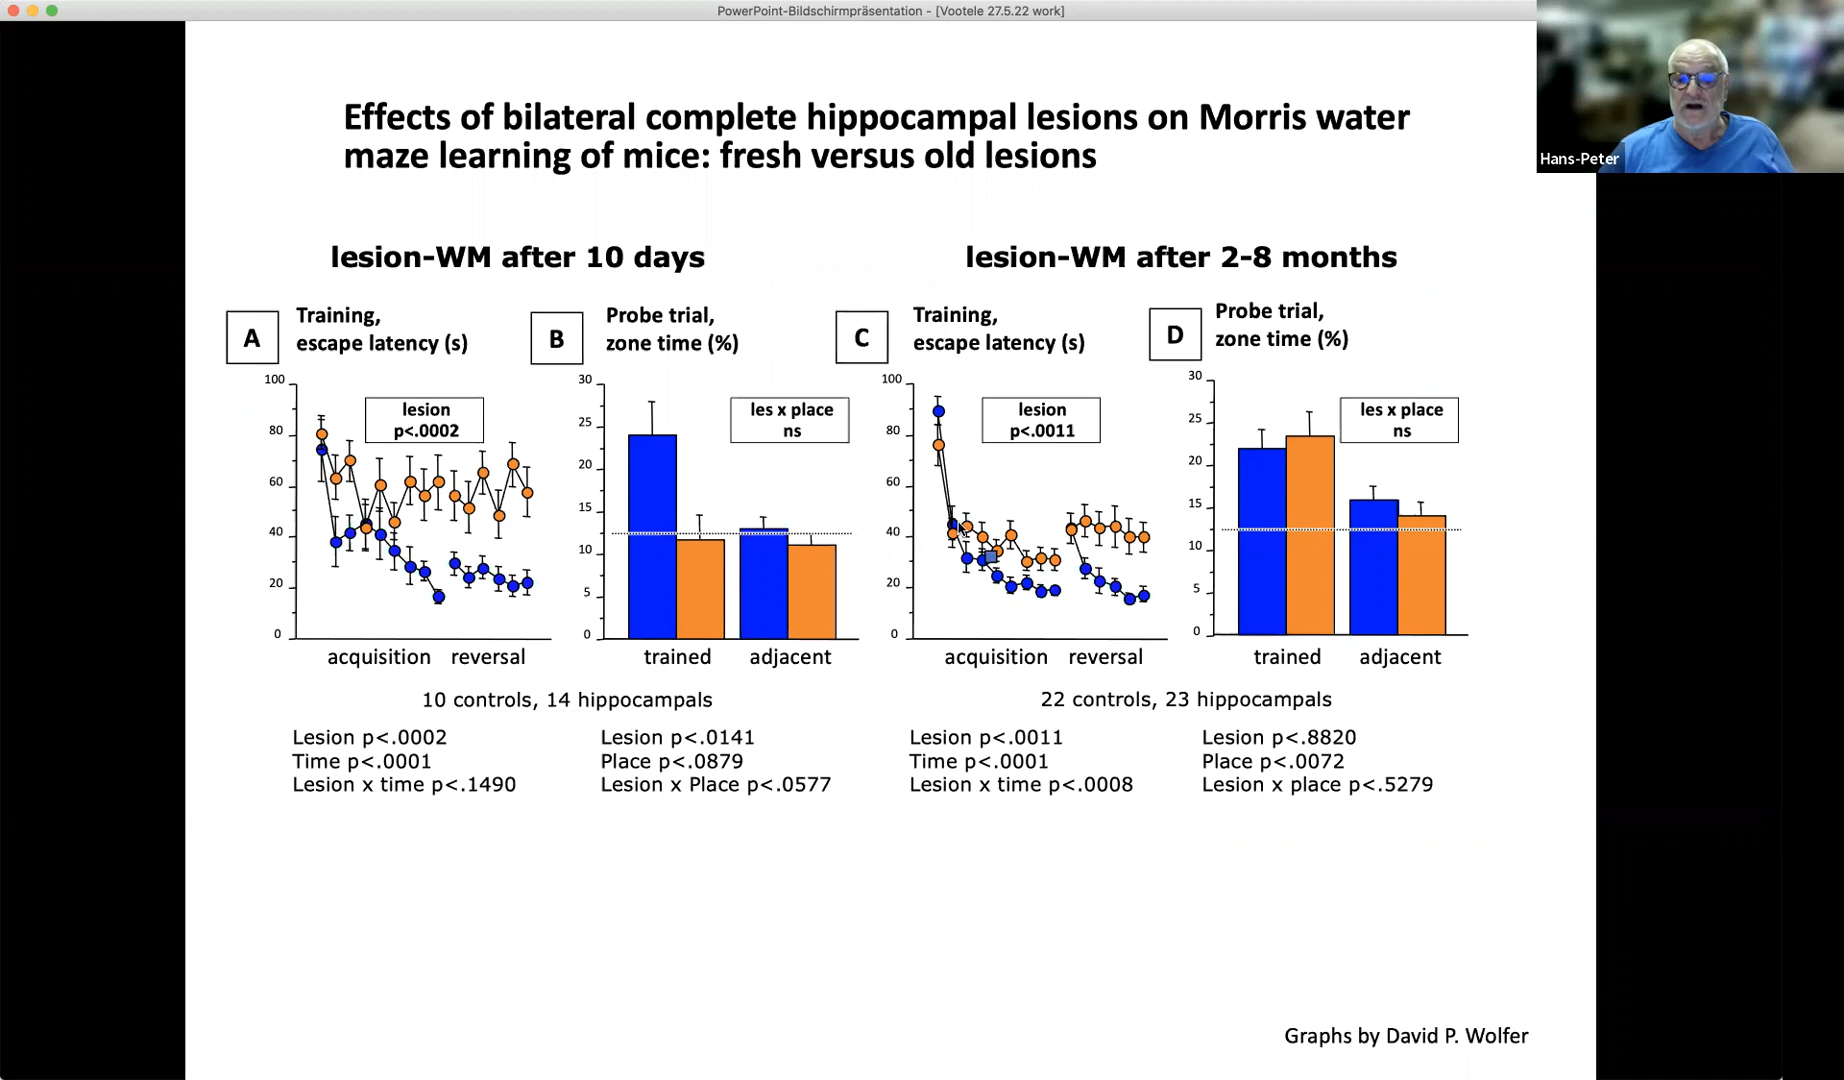 PowerPoint-Bildschirmpräsentation - [Vootele 27.5.22 work]
Hans-Peter
Effects of bilateral complete hippocampal lesions on Morris water
maze learning of mice: fresh versus old lesions
lesion-WM after 10 days
lesion-WM after 2-8 months
A
Training,
escape latency (s)
100
80
60
40
20
0
lesion
p<.0002
acquisition
reversal
B
Probe trial,
zone time (%)
30
25
20
15
10
5
0
les x place
ns
trained
adjacent
C
Training,
escape latency (s)
100
80
60
40
20
0
lesion
p<.0011
acquisition
reversal
D
Probe trial,
zone time (%)
30
25
20
15
10
5
0
les x place
ns
trained
adjacent
10 controls, 14 hippocampals
22 controls, 23 hippocampals
Lesion p<.0002
Time p<.0001
Lesion x time p<.1490
Lesion p<.0141
Place p<.0879
Lesion x Place p<.0577
Lesion p<.0011
Time p<.0001
Lesion x time p<.0008
Lesion p<.8820
Place p<.0072
Lesion x place p<.5279
Graphs by David P. Wolfer